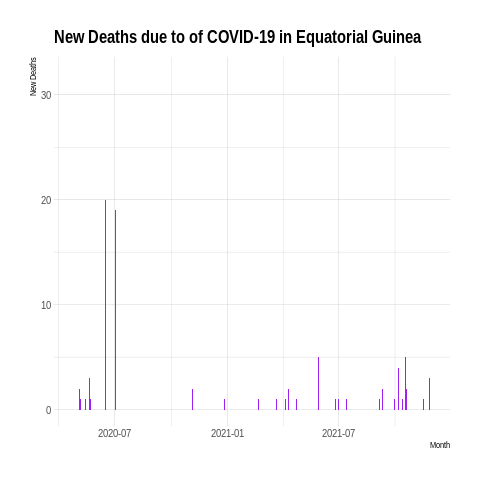 New Deaths due to of COVID-19 in Equatorial Guinea
New Deaths
30
20
10
0
2020-07 2021-01 2021-07
Month